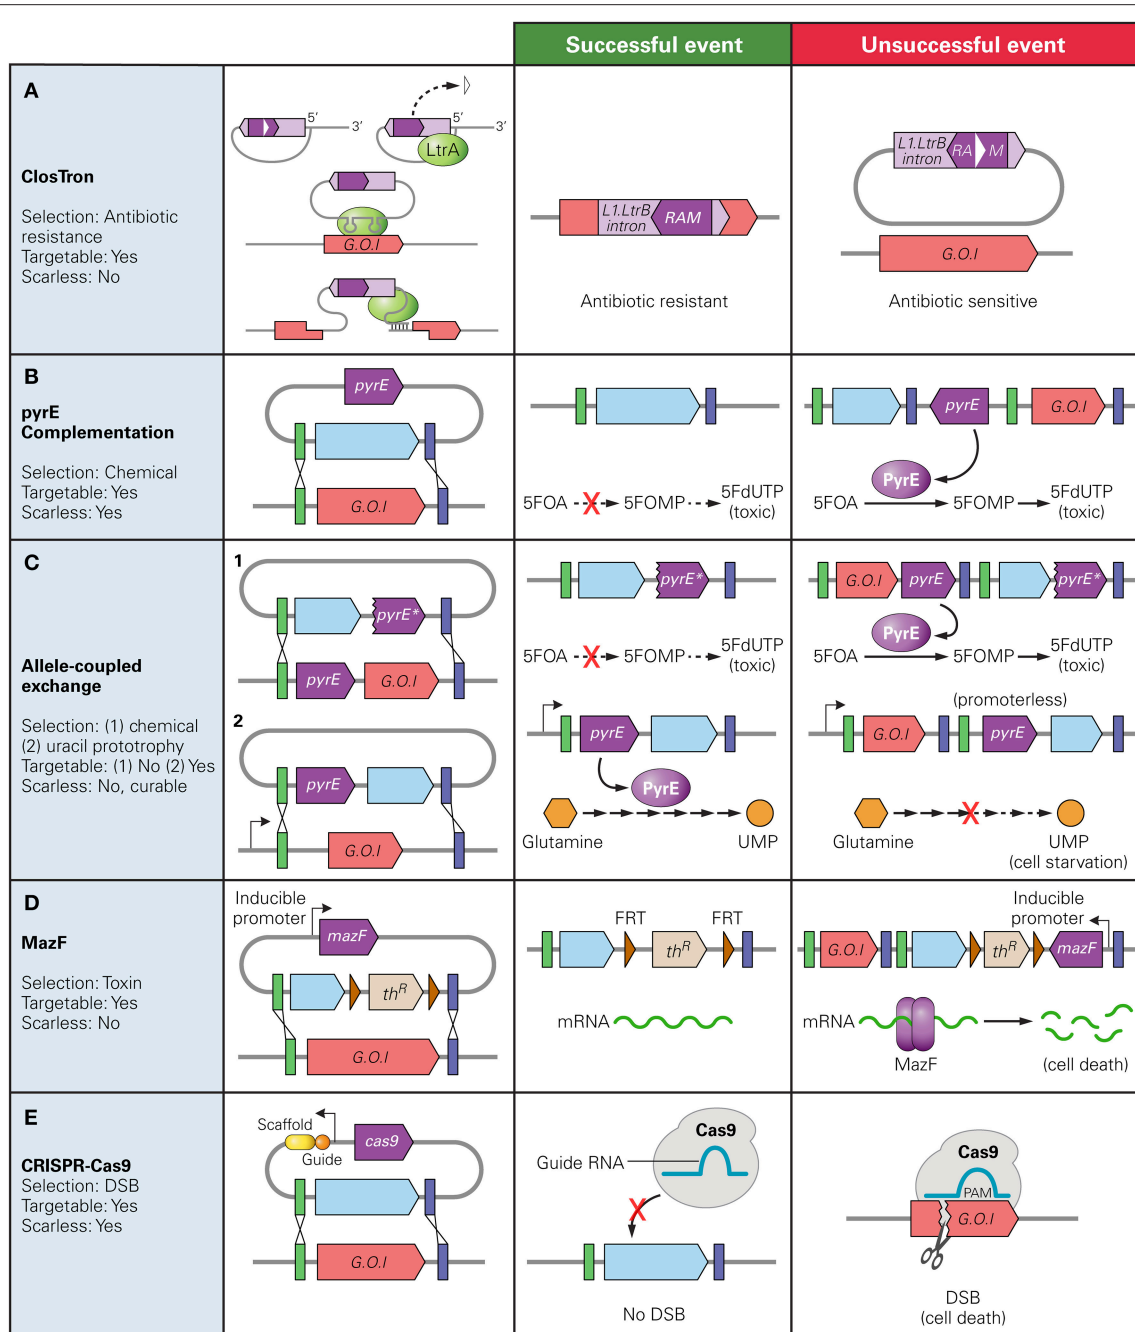 Successful event
Unsuccessful event
A
ClosTron
Selection: Antibiotic
resistance
Targetable: Yes
Scarless: No
5′
3′
5′
3′
LtrA
G.O.I
L1.LtrB
intron
RAM
Antibiotic resistant
L1.LtrB
intron
RA
M
G.O.I
Antibiotic sensitive
B
pyrE
Complementation
Selection: Chemical
Targetable: Yes
Scarless: Yes
pyrE
G.O.I
5FOA
X
5FOMP
5FdUTP
(toxic)
pyrE
G.O.I
PyrE
5FOA
5FOMP
5FdUTP
(toxic)
C
Allele-coupled
exchange
Selection: (1) chemical
(2) uracil prototrophy
Targetable: (1) No (2) Yes
Scarless: No, curable
1
pyrE*
pyrE
G.O.I
2
pyrE
G.O.I
pyrE*
5FOA
X
5FOMP
5FdUTP
(toxic)
pyrE
PyrE
Glutamine
UMP
G.O.I
pyrE
pyrE*
PyrE
5FOA
5FOMP
5FdUTP
(toxic)
(promoterless)
G.O.I
pyrE
X
Glutamine
UMP
(cell starvation)
D
MazF
Selection: Toxin
Targetable: Yes
Scarless: No
Inducible
promoter
mazF
thR
G.O.I
FRT
FRT
thR
mRNA
Inducible
promoter
G.O.I
thR
mazF
mRNA
MazF
(cell death)
E
CRISPR-Cas9
Selection: DSB
Targetable: Yes
Scarless: Yes
Scaffold
Guide
cas9
G.O.I
Cas9
Guide RNA
X
No DSB
Cas9
PAM
G.O.I
DSB
(cell death)